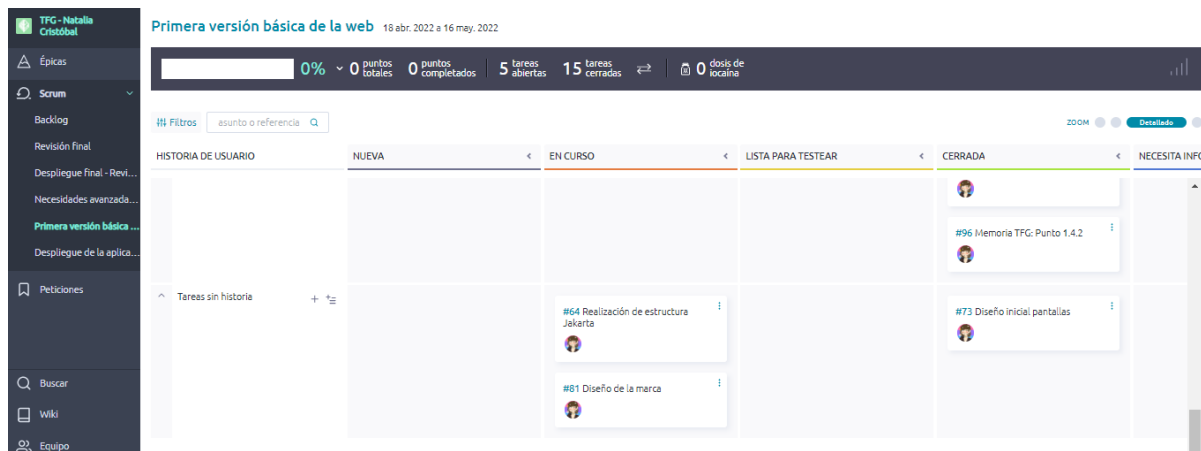 TFG - Natalia
Cristóbal
Épicas
Scrum
Backlog
Revisión final
Despliegue final - Revi...
Necesidades avanzada...
Primera versión básica ...
Despliegue de la aplica...
Peticiones
Buscar
Wiki
Equipo
Primera versión básica de la web 18 abr. 2022 a 16 may. 2022
0% 0 puntos totales 0 puntos completados 5 tareas abiertas 15 tareas cerradas 0 dosis de iocaína
Filtros asunto o referencia ZOOM Detallado
HISTORIA DE USUARIO NUEVA EN CURSO LISTA PARA TESTEAR CERRADA NECESITA INFO
#96 Memoria TFG: Punto 1.4.2
Tareas sin historia
#64 Realización de estructura
Jakarta
#73 Diseño inicial pantallas
#81 Diseño de la marca